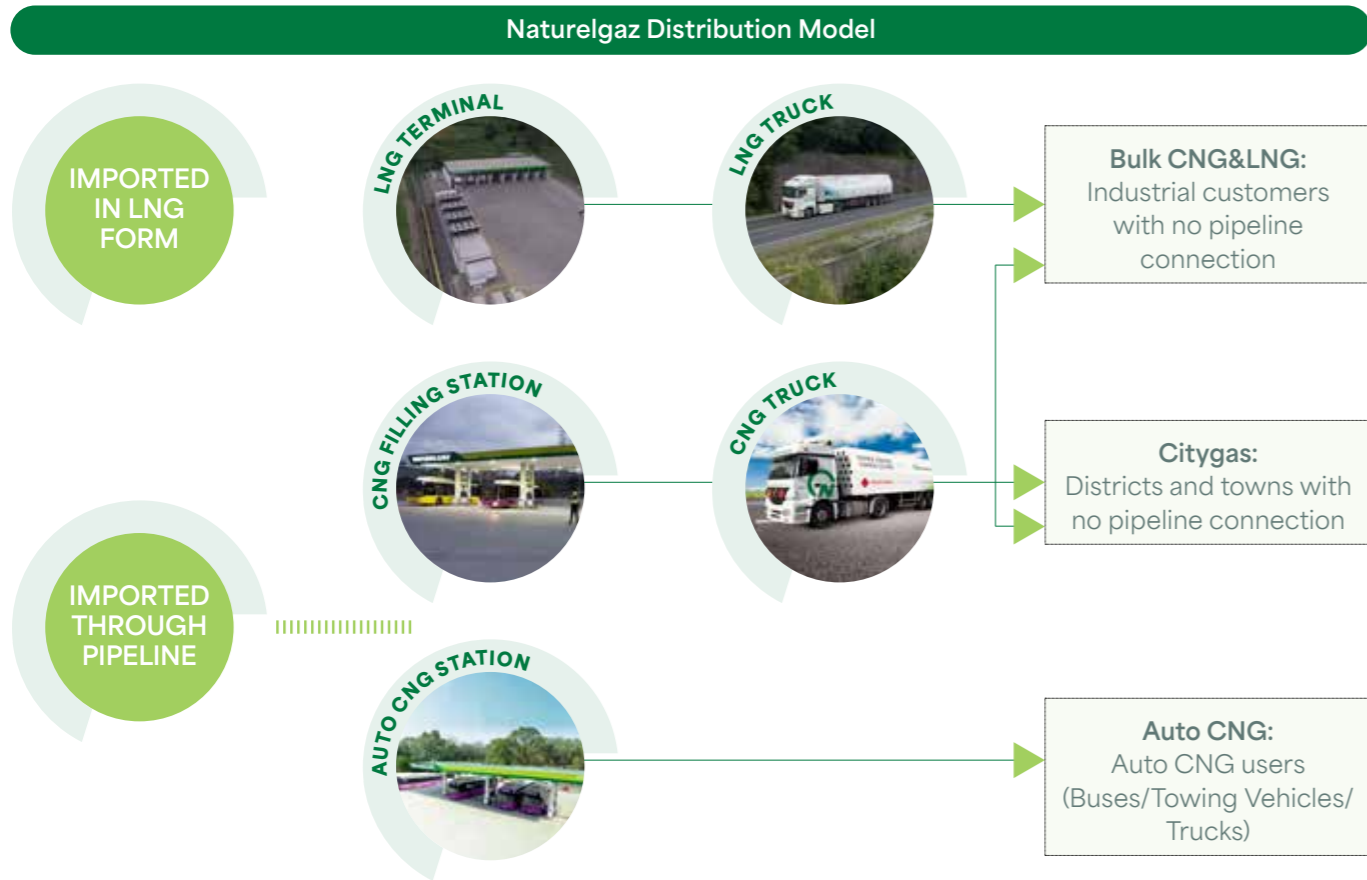 Naturelgaz Distribution Model
IMPORTED
IN LNG
FORM
LNG TERMINAL
LNG TRUCK
Bulk CNG&LNG:
Industrial customers
with no pipeline
connection
CNG FILLING STATION
CNG TRUCK
Citygas:
Districts and towns with
no pipeline connection
IMPORTED
THROUGH
PIPELINE
AUTO CNG STATION
Auto CNG:
Auto CNG users
(Buses/Towing Vehicles/
Trucks)